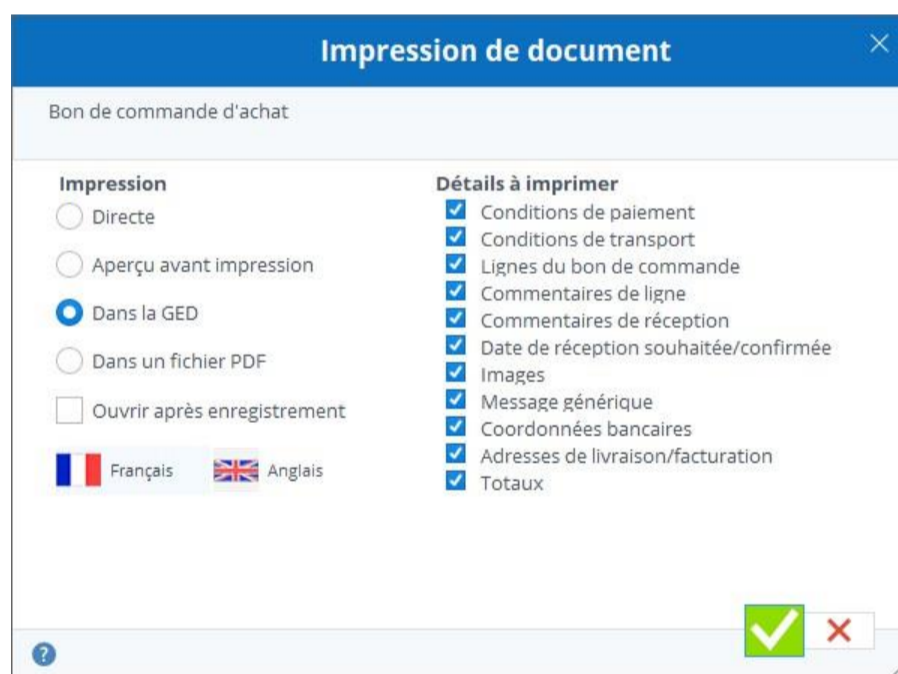 Impression de document
Bon de commande d'achat
Impression
Directe
Aperçu avant impression
Dans la GED
Dans un fichier PDF
Ouvrir après enregistrement
Français
Anglais
Détails à imprimer
Conditions de paiement
Conditions de transport
Lignes du bon de commande
Commentaires de ligne
Commentaires de réception
Date de réception souhaitée/confirmée
Images
Message générique
Coordonnées bancaires
Adresses de livraison/facturation
Totaux
?